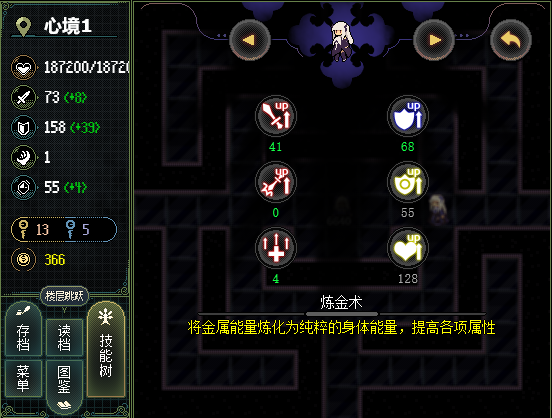 心境1
187200/18720
73 (+8)
158 (+39)
1
55 (+4)
13 5
366
楼层跳跃
存档
读档
技能树
菜单
图鉴
up
41
up
68
up
0
up
55
4
up
128
炼金术
将金属能量炼化为纯粹的身体能量，提高各项属性